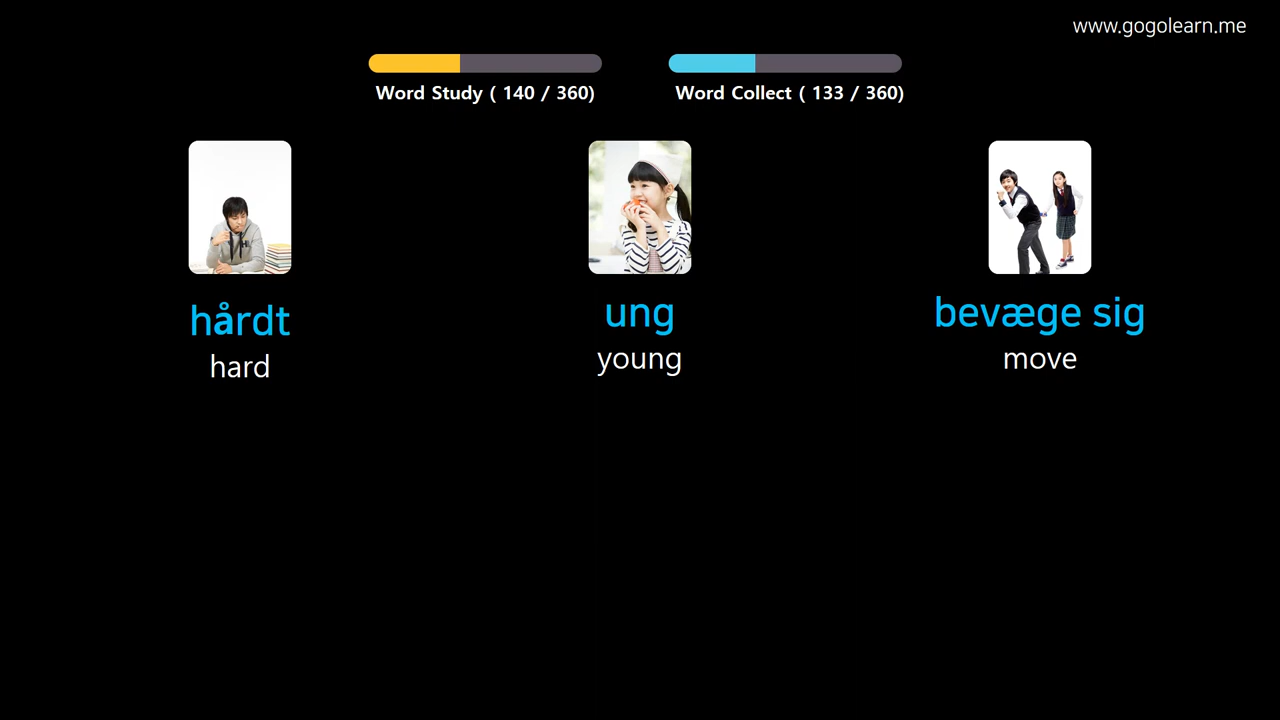 www.gogolearn.me
Word Study ( 140 / 360)
Word Collect ( 133 / 360)
hårdt
hard
ung
young
bevæge sig
move